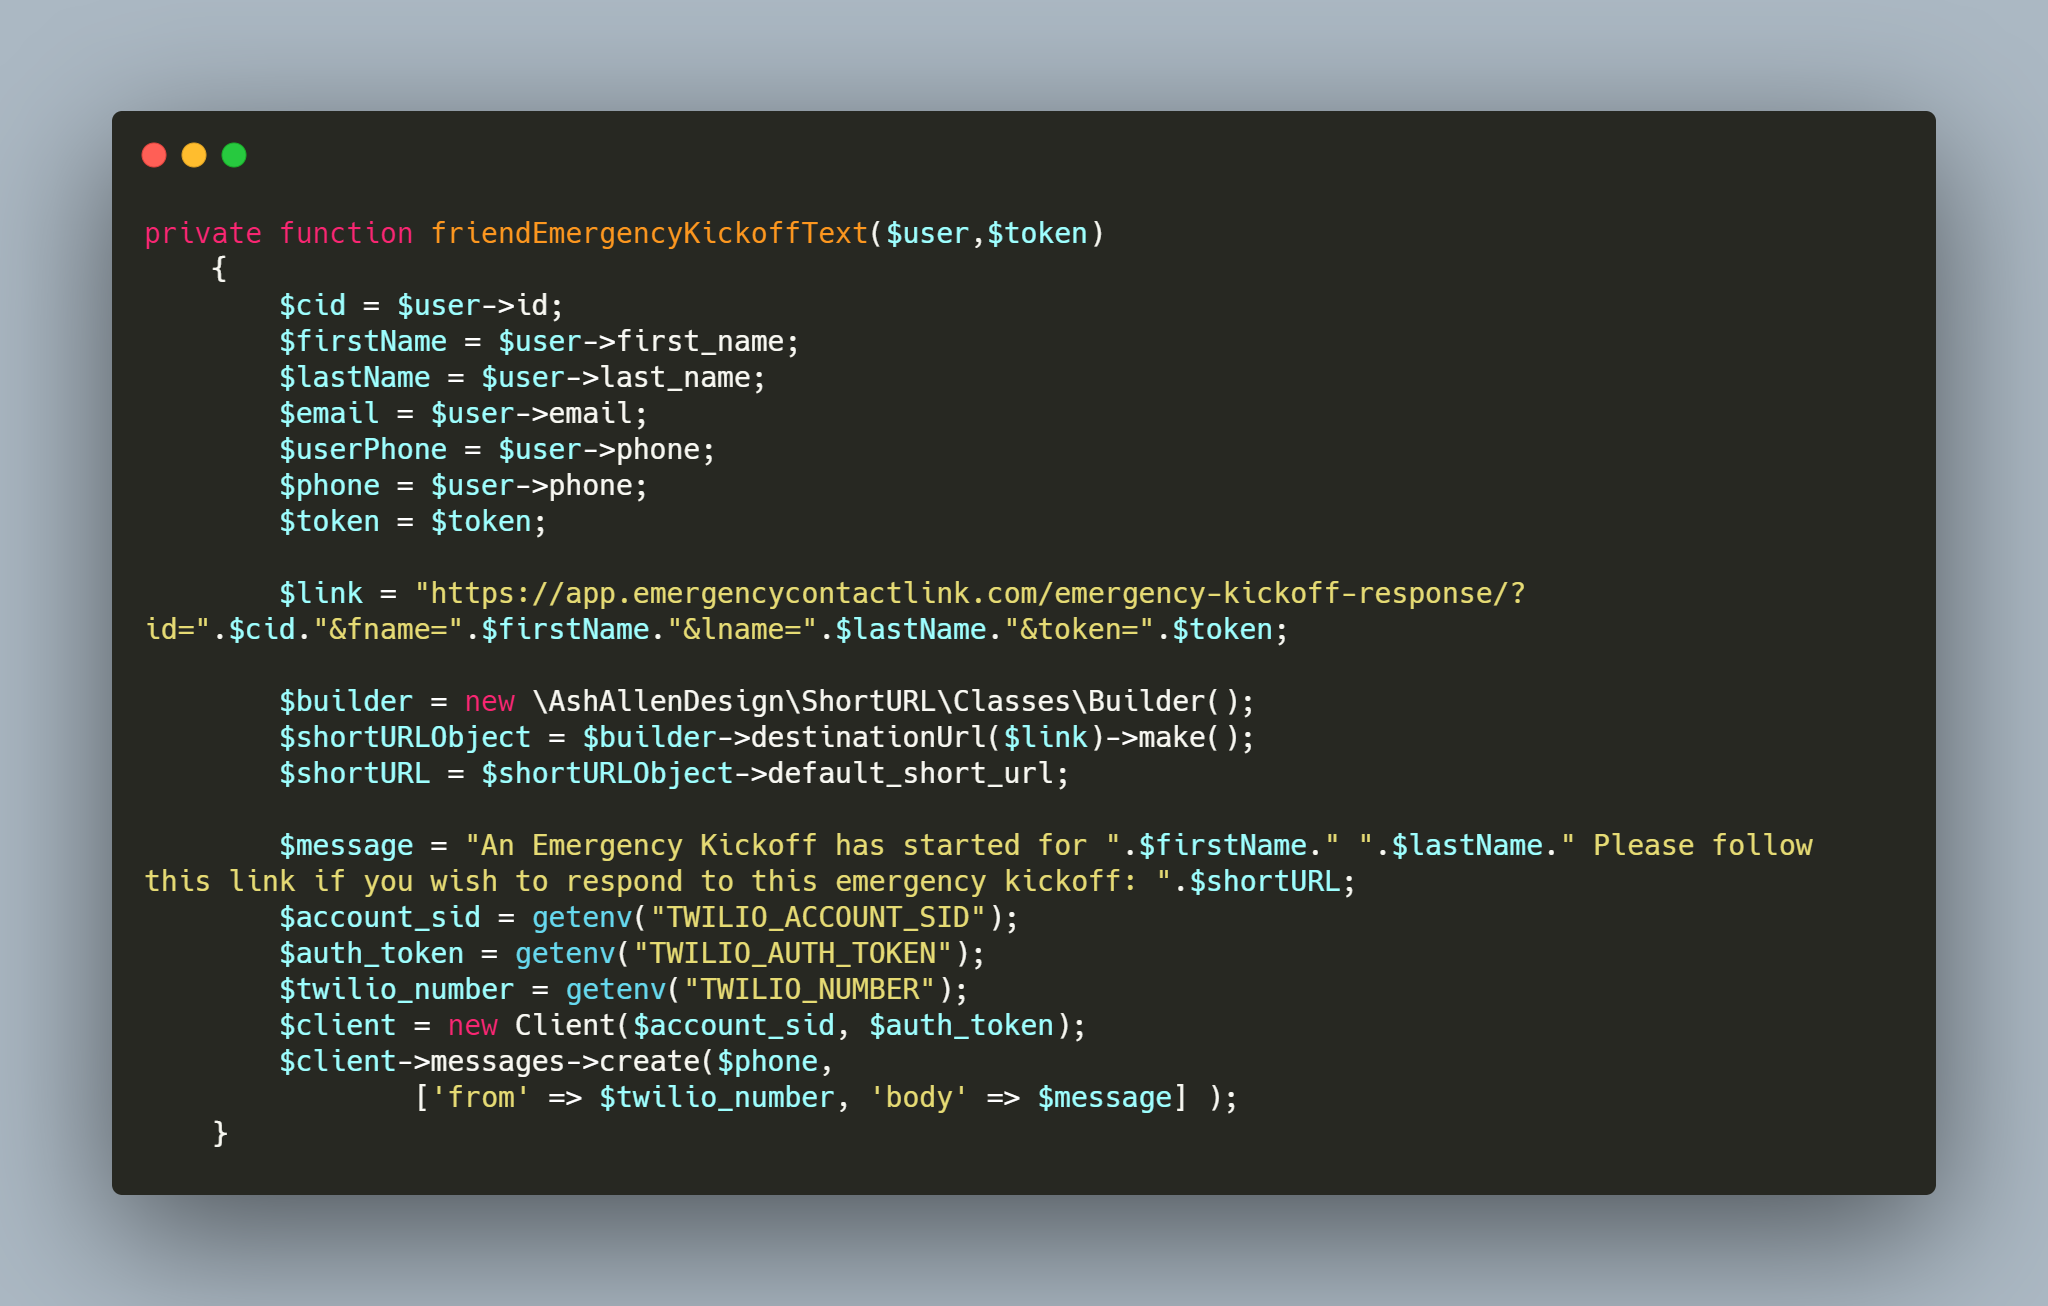 private function friendEmergencyKickoffText($user,$token)
    {
        $cid = $user->id;
        $firstName = $user->first_name;
        $lastName = $user->last_name;
        $email = $user->email;
        $userPhone = $user->phone;
        $phone = $user->phone;
        $token = $token;

        $link = "https://app.emergencycontactlink.com/emergency-kickoff-response/?
id=".$cid."&fname=".$firstName."&lname=".$lastName."&token=".$token;

        $builder = new \AshAllenDesign\ShortURL\Classes\Builder();
        $shortURLObject = $builder->destinationUrl($link)->make();
        $shortURL = $shortURLObject->default_short_url;

        $message = "An Emergency Kickoff has started for ".$firstName." ".$lastName." Please follow
this link if you wish to respond to this emergency kickoff: ".$shortURL;
        $account_sid = getenv("TWILIO_ACCOUNT_SID");
        $auth_token = getenv("TWILIO_AUTH_TOKEN");
        $twilio_number = getenv("TWILIO_NUMBER");
        $client = new Client($account_sid, $auth_token);
        $client->messages->create($phone,
                ['from' => $twilio_number, 'body' => $message] );
    }